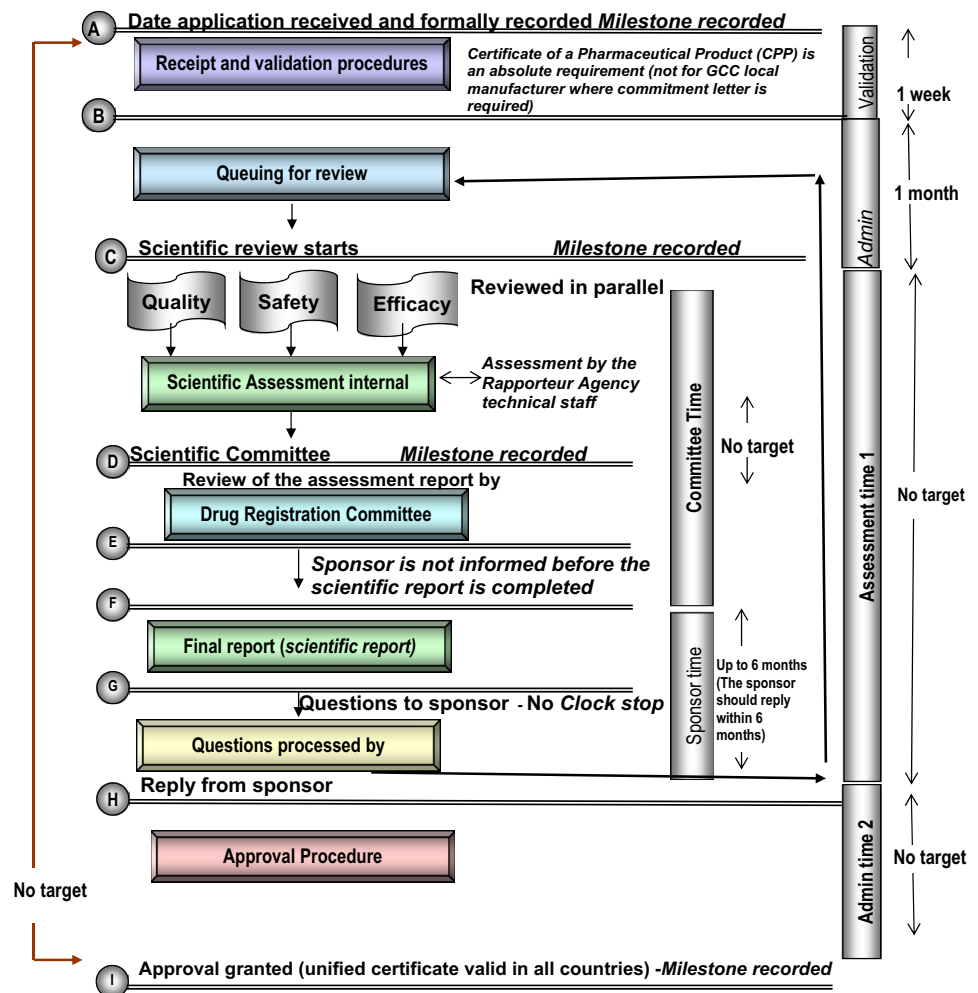 A
Date application received and formally recorded Milestone recorded
Receipt and validation procedures
Certificate of a Pharmaceutical Product (CPP) is
an absolute requirement (not for GCC local
manufacturer where commitment letter is
required)
Validation
1 week
B
Queuing for review
Admin
1 month
C
Scientific review starts
Milestone recorded
Quality
Safety
Efficacy
Reviewed in parallel
Scientific Assessment internal
Assessment by the
Rapporteur Agency
technical staff
Committee Time
No target
Assessment time 1
No target
D
Scientific Committee
Milestone recorded
Review of the assessment report by
Drug Registration Committee
E
Sponsor is not informed before the
scientific report is completed
F
Final report (scientific report)
Sponsor time
Up to 6 months
(The sponsor
should reply
within 6
months)
G
Questions to sponsor - No Clock stop
Questions processed by
H
Reply from sponsor
Approval Procedure
Admin time 2
No target
No target
I
Approval granted (unified certificate valid in all countries) -Milestone recorded